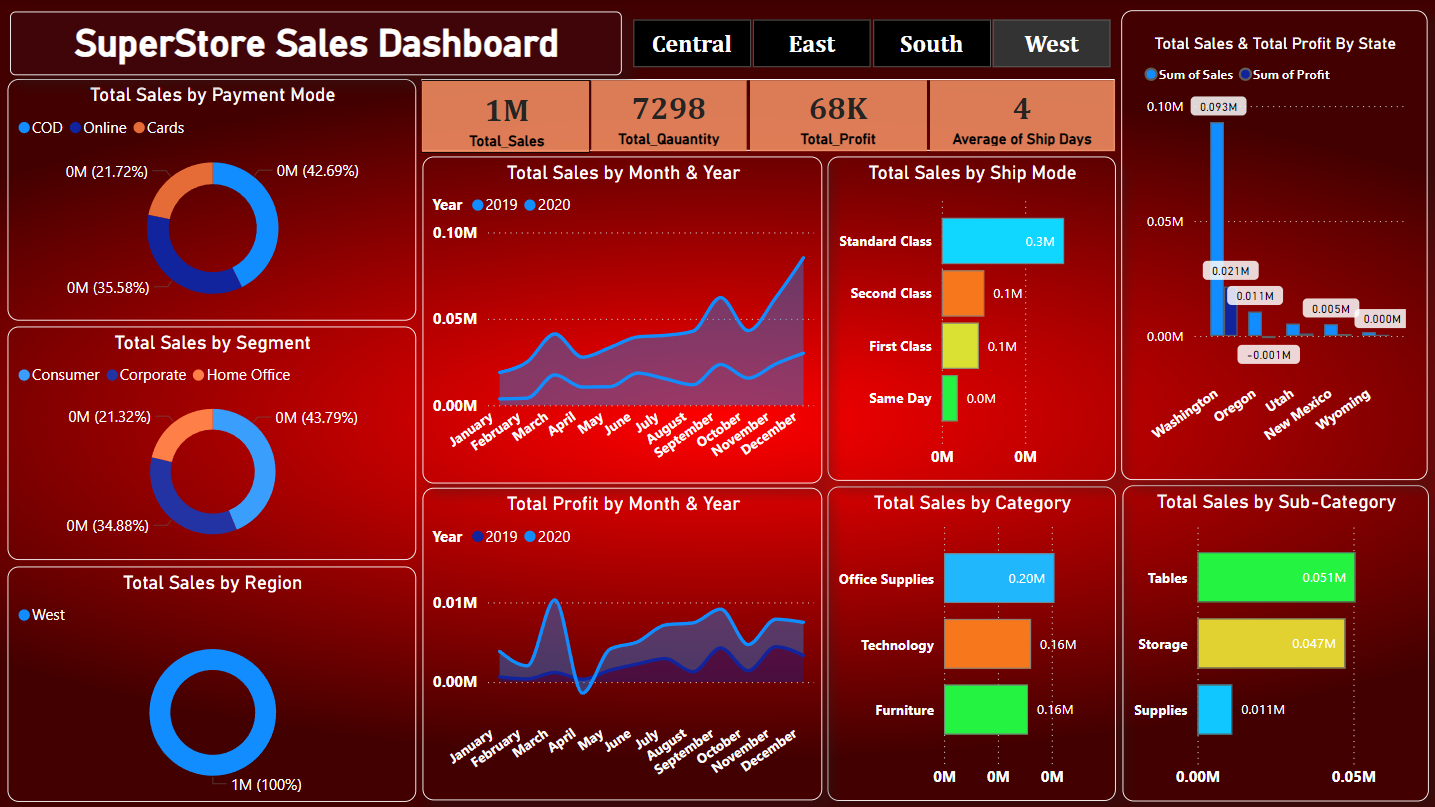 SuperStore Sales Dashboard
Central
East
South
West
Total Sales by Payment Mode
COD Online Cards
0M (21.72%)
0M (42.69%)
0M (35.58%)
Total Sales by Segment
Consumer Corporate Home Office
0M (21.32%)
0M (43.79%)
0M (34.88%)
Total Sales by Region
West
1M (100%)
1M
Total_Sales
7298
Total_Qauantity
68K
Total_Profit
4
Average of Ship Days
Total Sales by Month & Year
Year 2019 2020
0.10M
0.05M
0.00M
January
February
March
April
May
June
July
August
September
October
November
December
Total Profit by Month & Year
Year 2019 2020
0.01M
0.00M
January
February
March
April
May
June
July
August
September
October
November
December
Total Sales by Ship Mode
Standard Class 0.3M
Second Class 0.1M
First Class 0.1M
Same Day 0.0M
0M 0M
Total Sales by Category
Office Supplies 0.20M
Technology 0.16M
Furniture 0.16M
0M 0M 0M
Total Sales & Total Profit By State
Sum of Sales Sum of Profit
0.10M
0.05M
0.00M
0.093M
0.021M
0.011M
-0.001M
0.005M
0.000M
Washington
Oregon
Utah
New Mexico
Wyoming
Total Sales by Sub-Category
Tables 0.051M
Storage 0.047M
Supplies 0.011M
0.00M 0.05M